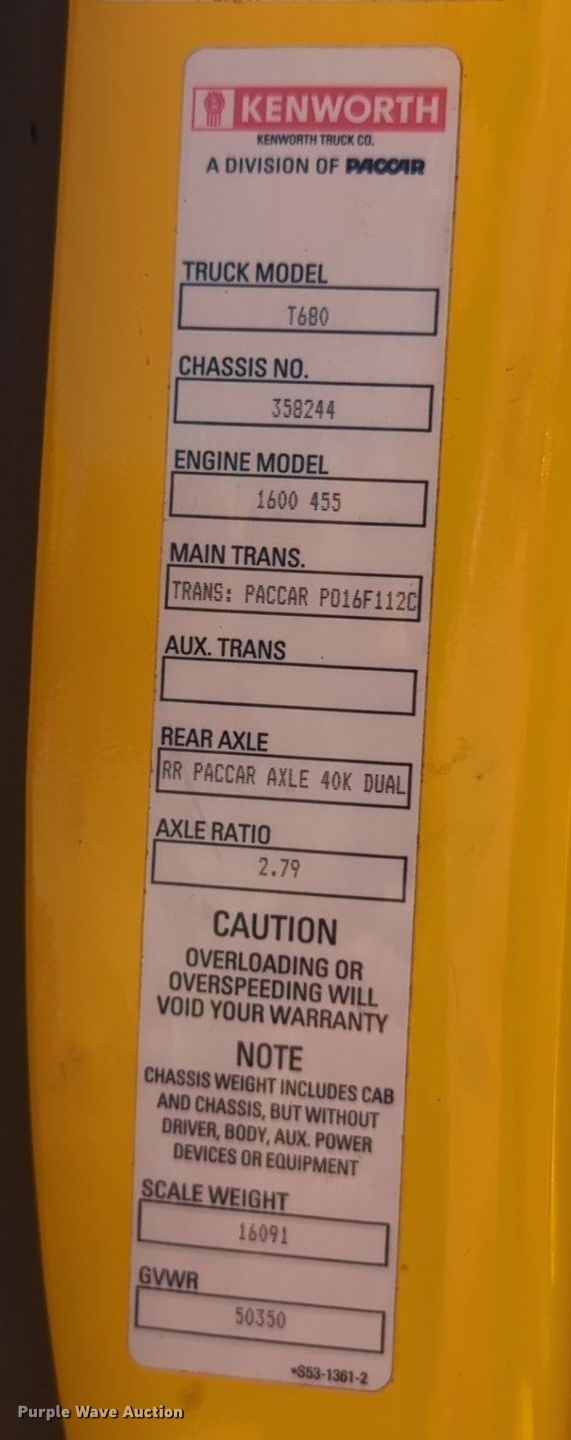 KENWORTH
KENWORTH TRUCK CO.
A DIVISION OF PACCAR
TRUCK MODEL
T680
CHASSIS NO.
358244
ENGINE MODEL
1600 455
MAIN TRANS.
TRANS: PACCAR PO16F112C
AUX. TRANS
REAR AXLE
RR PACCAR AXLE 40K DUAL
AXLE RATIO
2.79
CAUTION
OVERLOADING OR
OVERSPEEDING WILL
VOID YOUR WARRANTY
NOTE
CHASSIS WEIGHT INCLUDES CAB
AND CHASSIS, BUT WITHOUT
DRIVER, BODY, AUX. POWER
DEVICES OR EQUIPMENT
SCALE WEIGHT
16091
GVWR
50350
*S53-1361-2
Purple Wave Auction